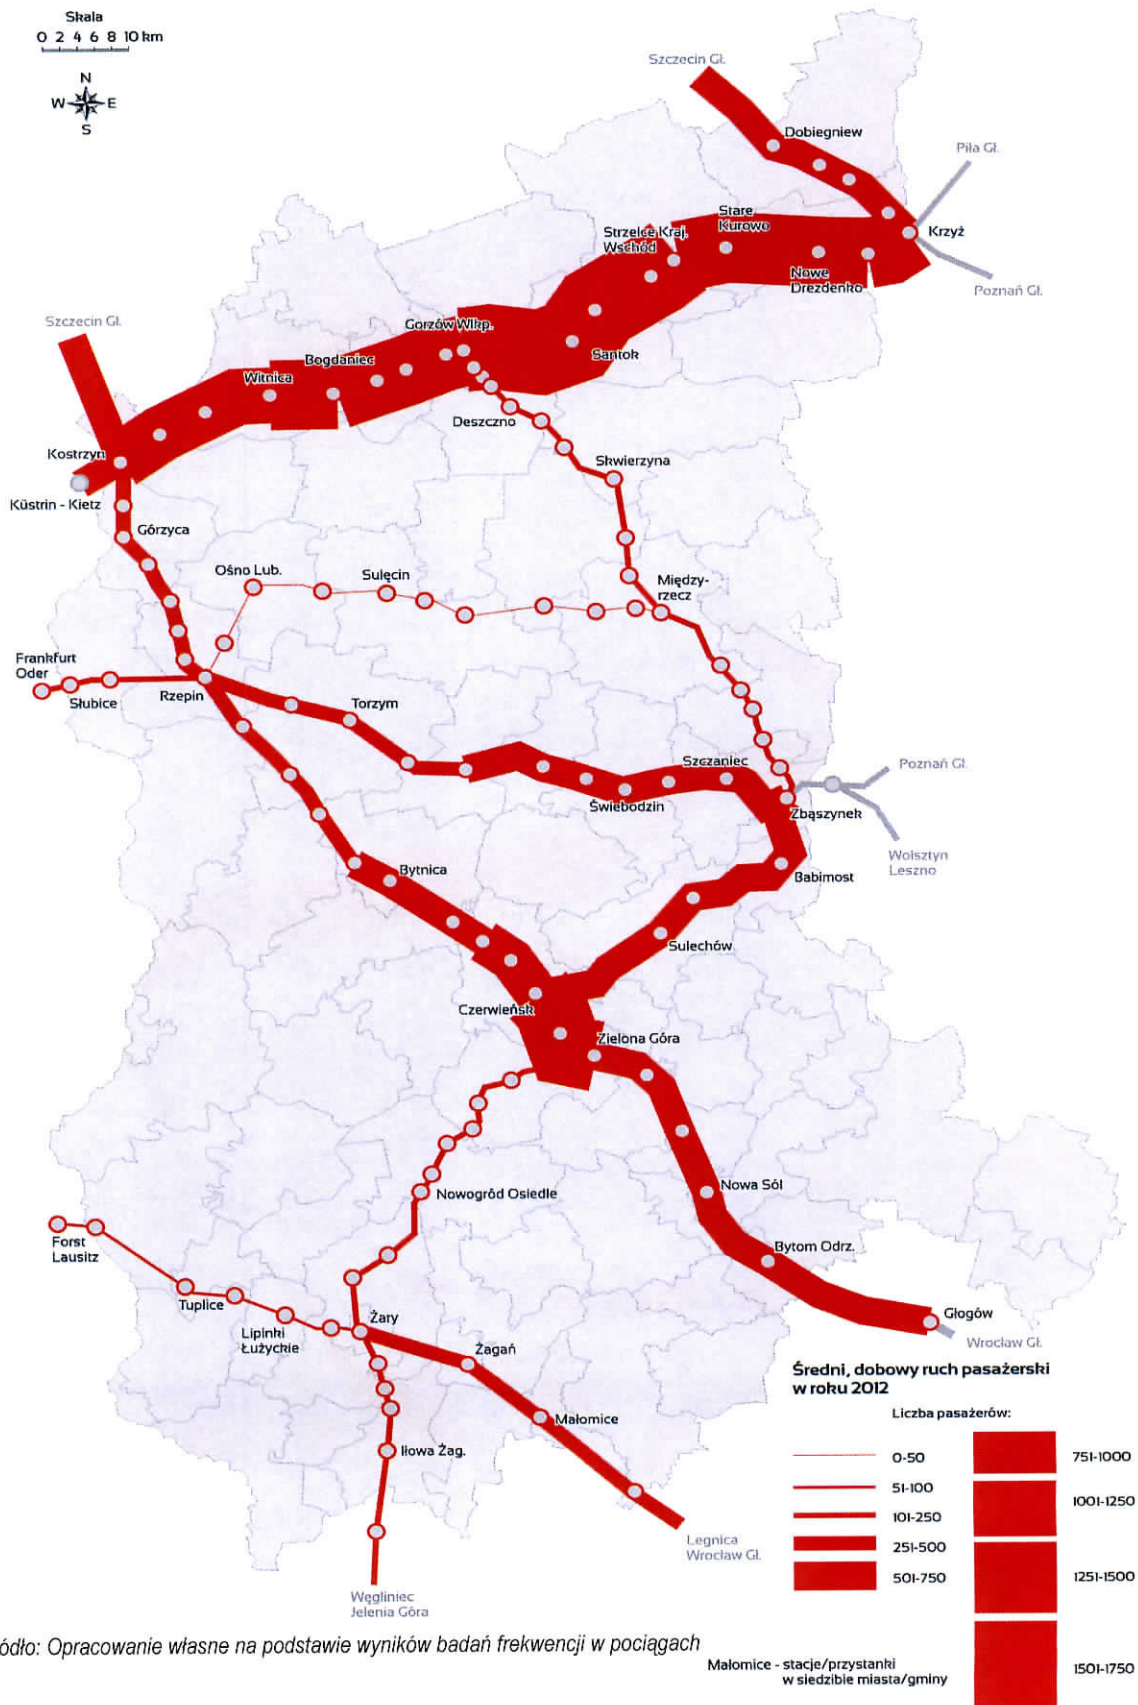 Skala
0 2 4 6 8 10 km
N
W E
S
Szczecin Gł.
Dobiegniew
Piła Gł.
Krzyż
Poznań Gł.
Stare
Kurowo
Strzelce Kraj.
Wschód
Nowe
Drezdenko
Szczecin Gł.
Gorzów Wlkp.
Santok
Bogdaniec
Witnica
Deszczno
Kostrzyn
Skwierzyna
Küstrin - Kietz
Górzyca
Ośno Lub.
Sulęcin
Między-
rzecz
Frankfurt
Oder
Słubice
Rzepin
Torzym
Szczaniec
Poznań Gł.
Świebodzin
Zbąszynek
Wolsztyn
Leszno
Bytnica
Babimost
Sulechów
Czerwieńsk
Zielona Góra
Nowogród Osiedle
Nowa Sól
Forst
Lausitz
Bytom Odrz.
Tuplice
Głogów
Żary
Lipinki
Łużyckie
Wrocław Gł.
Żagań
Małomice
Iłowa Żag.
Legnica
Wrocław Gł.
Węgliniec
Jelenia Góra
Średni, dobowy ruch pasażerski
w roku 2012
Liczba pasażerów:
0-50
51-100
101-250
251-500
501-750
751-1000
1001-1250
1251-1500
1501-1750
ódło: Opracowanie własne na podstawie wyników badań frekwencji w pociągach
Małomice - stacje/przystanki
w siedzibie miasta/gminy